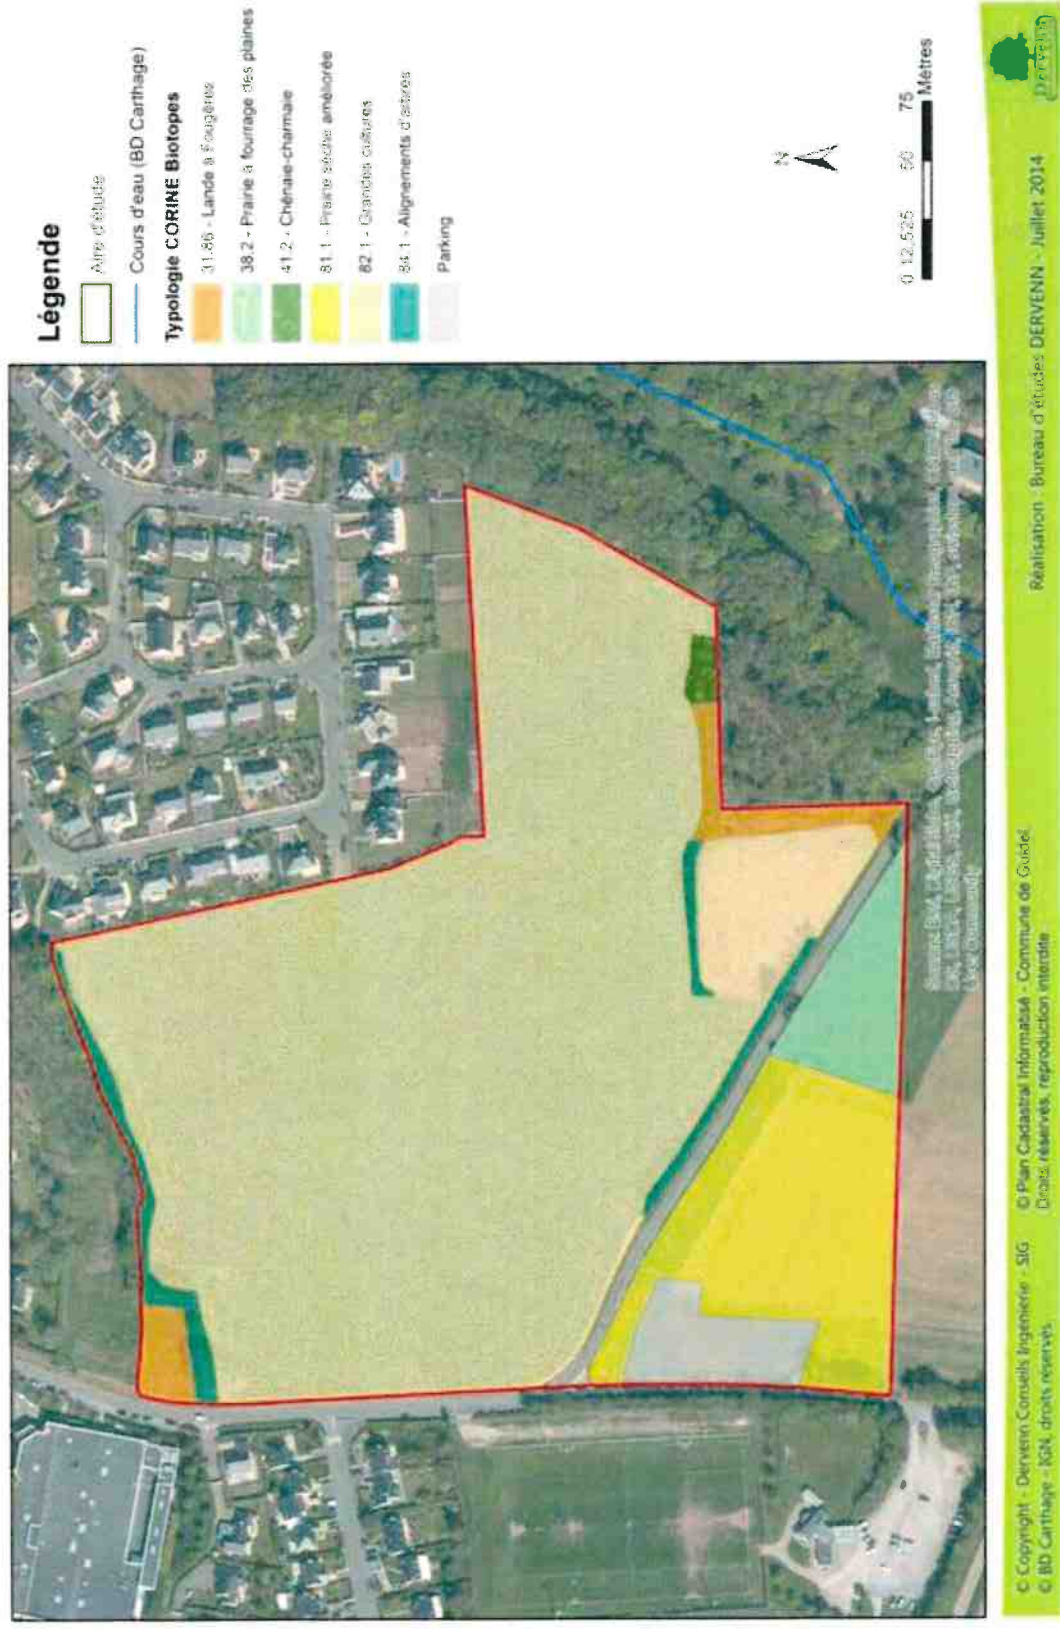 Légende
Aire d'étude
Cours d'eau (BD Carthage)
Typologie CORINE Biotopes
31.86 - Lande à Fougères
38.2 - Prairie à fourrage des plaines
41.2 - Chênaie-charmaie
81.1 - Prairie sèche améliorée
82.1 - Grandes cultures
84.1 - Alignements d'arbres
Parking
N
0 12,525 50 75
Mètres
© Copyright - Dervenn Conseils Ingénierie - SIG
© BD Carthage - IGN, droits réservés
© Plan Cadastral Informatisé - Commune de Guidel
Droits réservés, reproduction interdite
Réalisation : Bureau d'études DERVENN - Juillet 2014
Dervenn